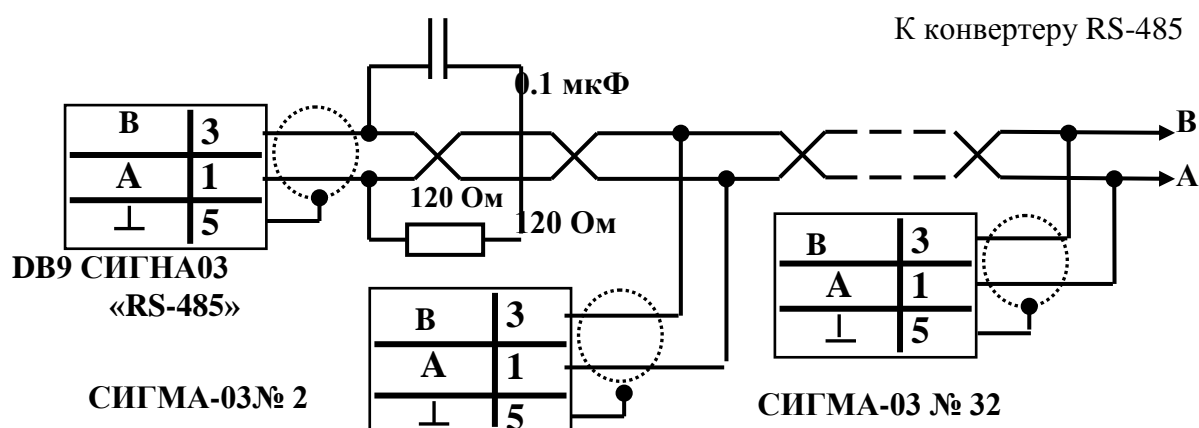 К конвертеру RS-485
0.1 мкФ
В 3
А 1
⊥ 5
В
А
120 Ом
120 Ом
DB9 СИГНА03
«RS-485»
В 3
А 1
⊥ 5
СИГМА-03№ 2
В 3
А 1
⊥ 5
СИГМА-03 № 32